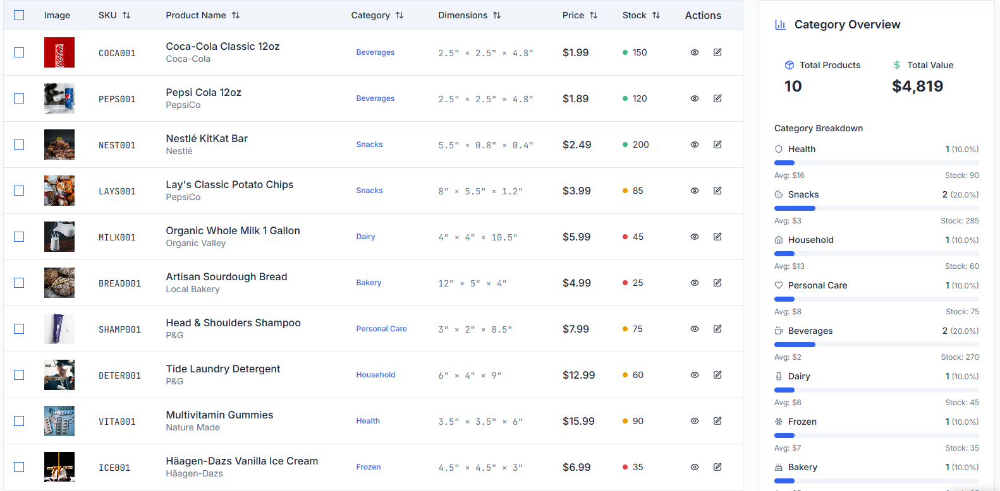 Image SKU Product Name Category Dimensions Price Stock Actions
COCA001 Coca-Cola Classic 12oz Beverages 2.5" × 2.5" × 4.8" $1.99 150
Coca-Cola
PEPS001 Pepsi Cola 12oz Beverages 2.5" × 2.5" × 4.8" $1.89 120
PepsiCo
NEST001 Nestlé KitKat Bar Snacks 5.5" × 0.8" × 0.4" $2.49 200
Nestlé
LAYS001 Lay's Classic Potato Chips Snacks 8" × 5.5" × 1.2" $3.99 85
PepsiCo
MILK001 Organic Whole Milk 1 Gallon Dairy 4" × 4" × 10.5" $5.99 45
Organic Valley
BREAD001 Artisan Sourdough Bread Bakery 12" × 5" × 4" $4.99 25
Local Bakery
SHAMP001 Head & Shoulders Shampoo Personal Care 3" × 2" × 8.5" $7.99 75
P&G
DETER001 Tide Laundry Detergent Household 6" × 4" × 9" $12.99 60
P&G
VITA001 Multivitamin Gummies Health 3.5" × 3.5" × 6" $15.99 90
Nature Made
ICE001 Häagen-Dazs Vanilla Ice Cream Frozen 4.5" × 4.5" × 3" $6.99 35
Häagen-Dazs
Category Overview
Total Products Total Value
10 $4,819
Category Breakdown
Health 1 (10.0%)
Avg: $16 Stock: 90
Snacks 2 (20.0%)
Avg: $3 Stock: 285
Household 1 (10.0%)
Avg: $13 Stock: 60
Personal Care 1 (10.0%)
Avg: $8 Stock: 75
Beverages 2 (20.0%)
Avg: $2 Stock: 270
Dairy 1 (10.0%)
Avg: $6 Stock: 45
Frozen 1 (10.0%)
Avg: $7 Stock: 35
Bakery 1 (10.0%)